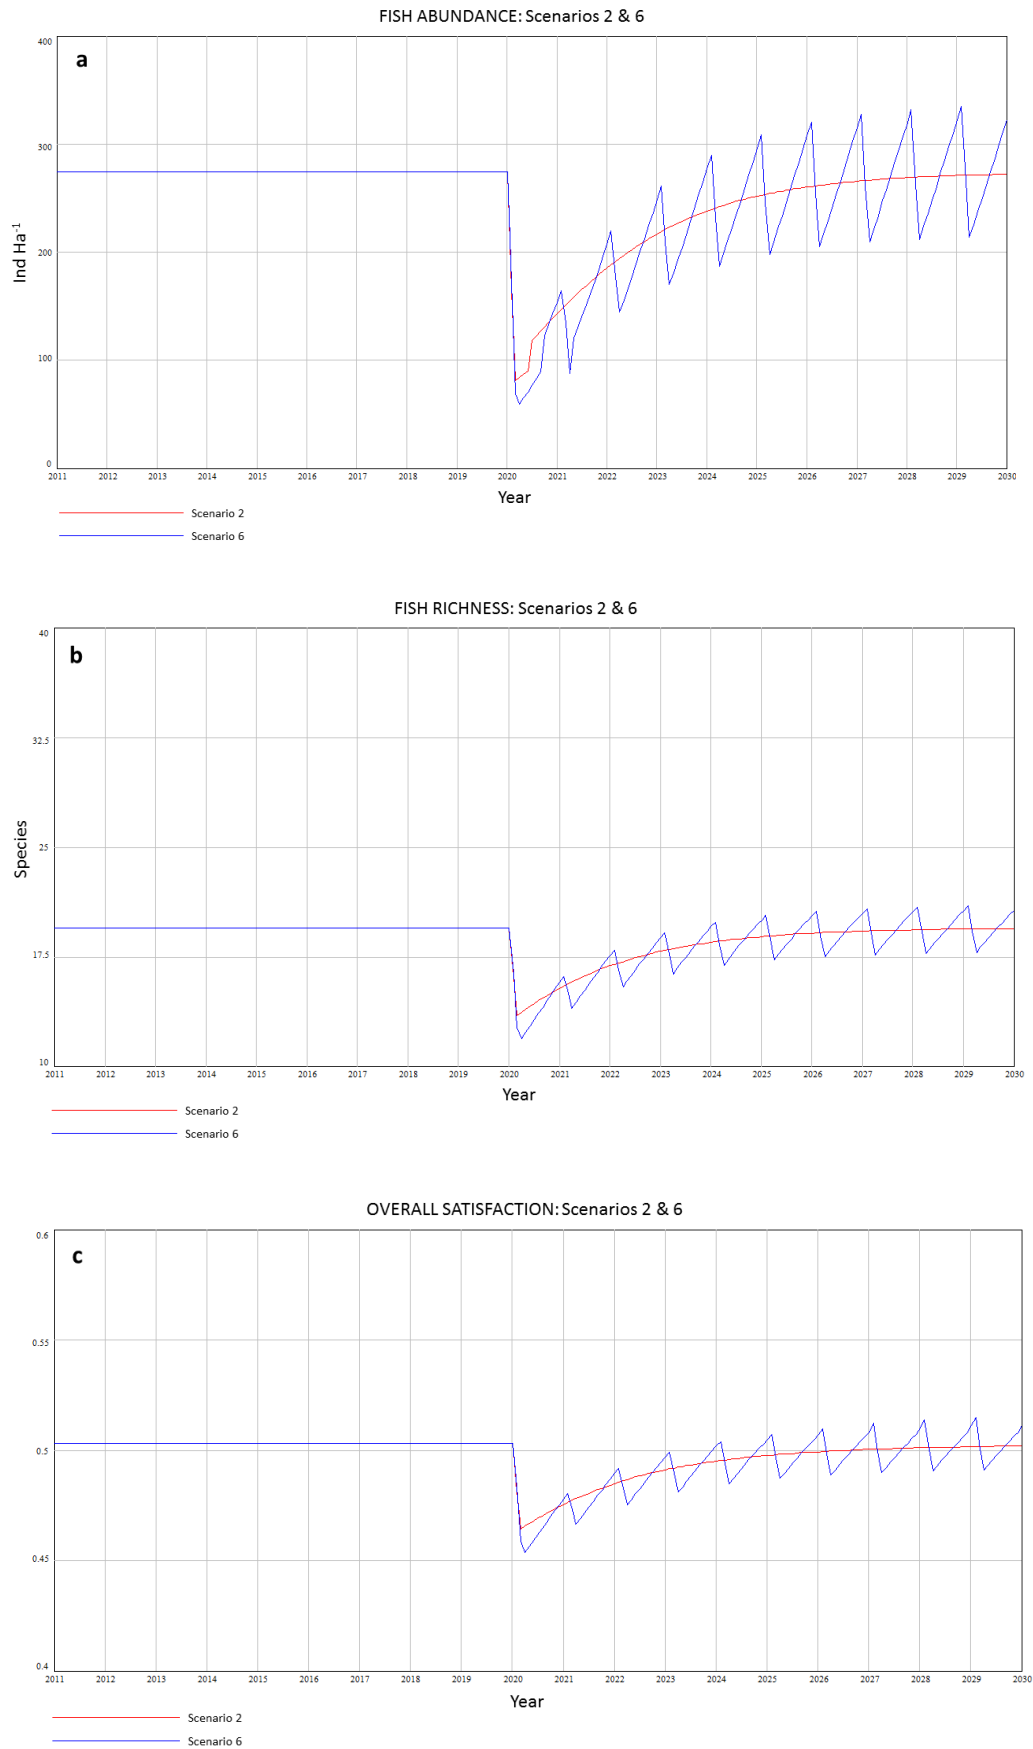 FISH ABUNDANCE: Scenarios 2 & 6
400
a
300
Ind Ha-1
200
100
0
2011 2012 2013 2014 2015 2016 2017 2018 2019 2020 2021 2022 2023 2024 2025 2026 2027 2028 2029 2030
Year
Scenario 2
Scenario 6
FISH RICHNESS: Scenarios 2 & 6
40
b
32.5
Species
25
17.5
10
2011 2012 2013 2014 2015 2016 2017 2018 2019 2020 2021 2022 2023 2024 2025 2026 2027 2028 2029 2030
Year
Scenario 2
Scenario 6
OVERALL SATISFACTION: Scenarios 2 & 6
0.6
c
0.55
0.5
0.45
0.4
2011 2012 2013 2014 2015 2016 2017 2018 2019 2020 2021 2022 2023 2024 2025 2026 2027 2028 2029 2030
Year
Scenario 2
Scenario 6